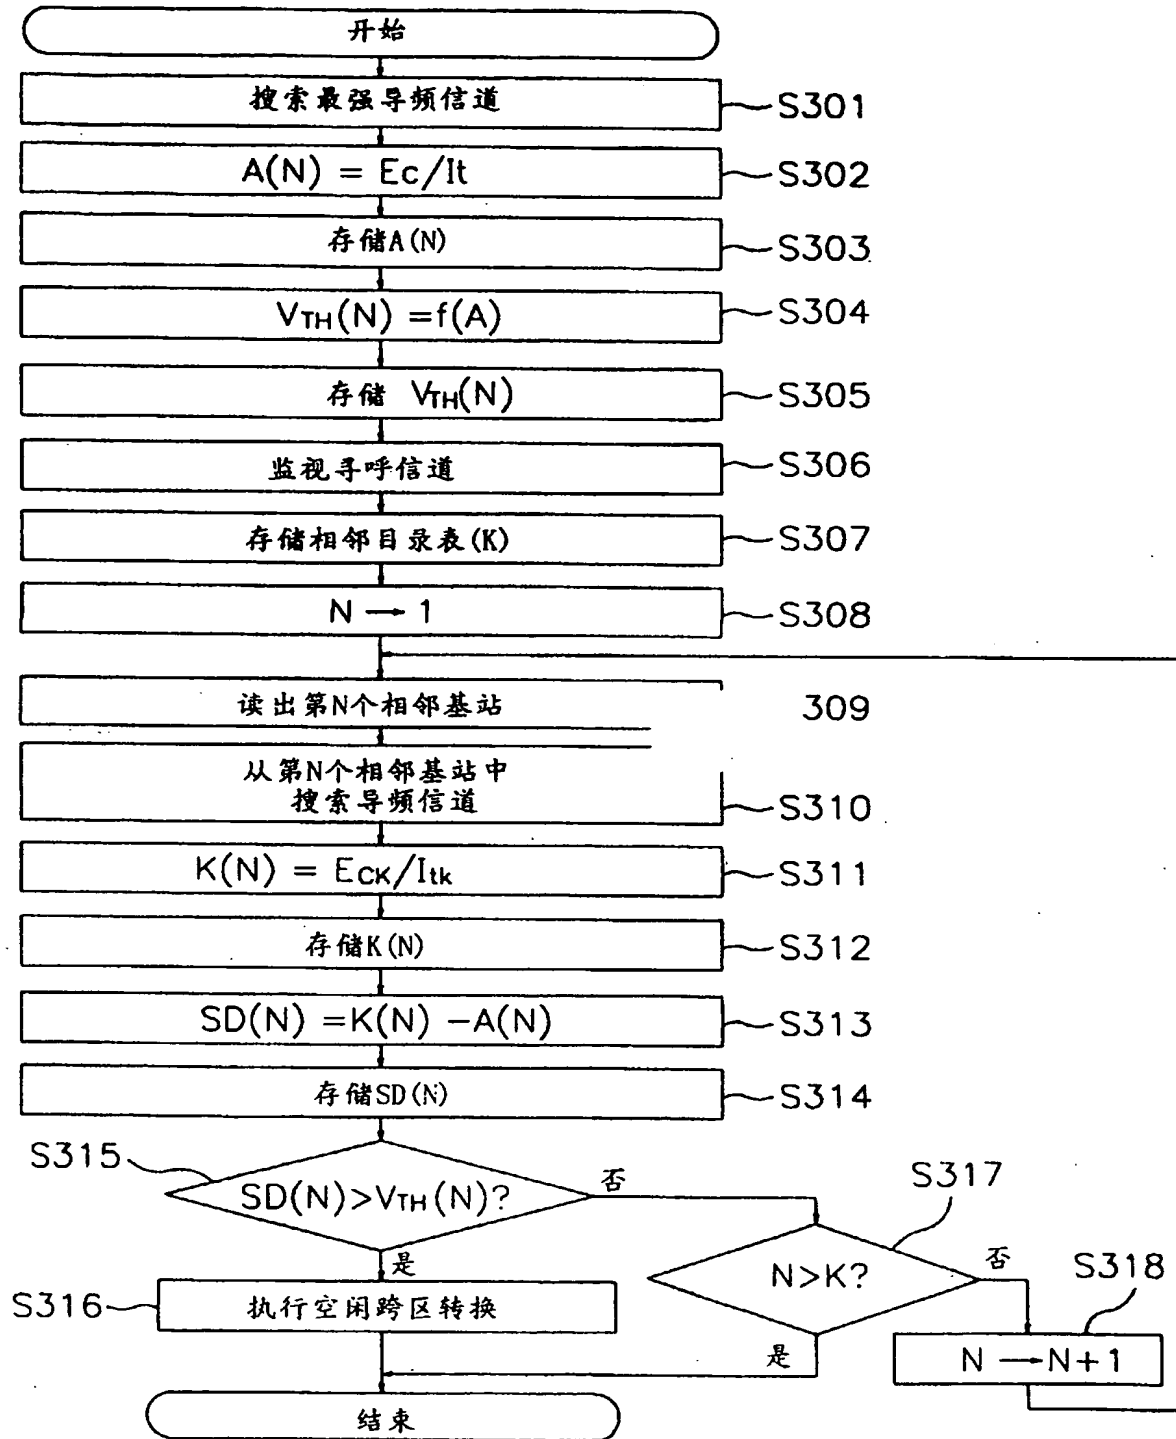 开始
搜索最强导频信道
S301
A(N) = Ec/It
S302
存储A(N)
S303
VTH(N) =f(A)
S304
存储 VTH(N)
S305
监视寻呼信道
S306
存储相邻目录表(K)
S307
N → 1
S308
读出第N个相邻基站
309
从第N个相邻基站中
搜索导频信道
S310
K(N) = ECK/Itk
S311
存储K(N)
S312
SD(N) =K(N) -A(N)
S313
存储SD(N)
S314
S315
SD(N)>VTH(N)?
否
S317
是
N>K?
否
S318
S316
执行空闲跨区转换
是
N → N+1
结束